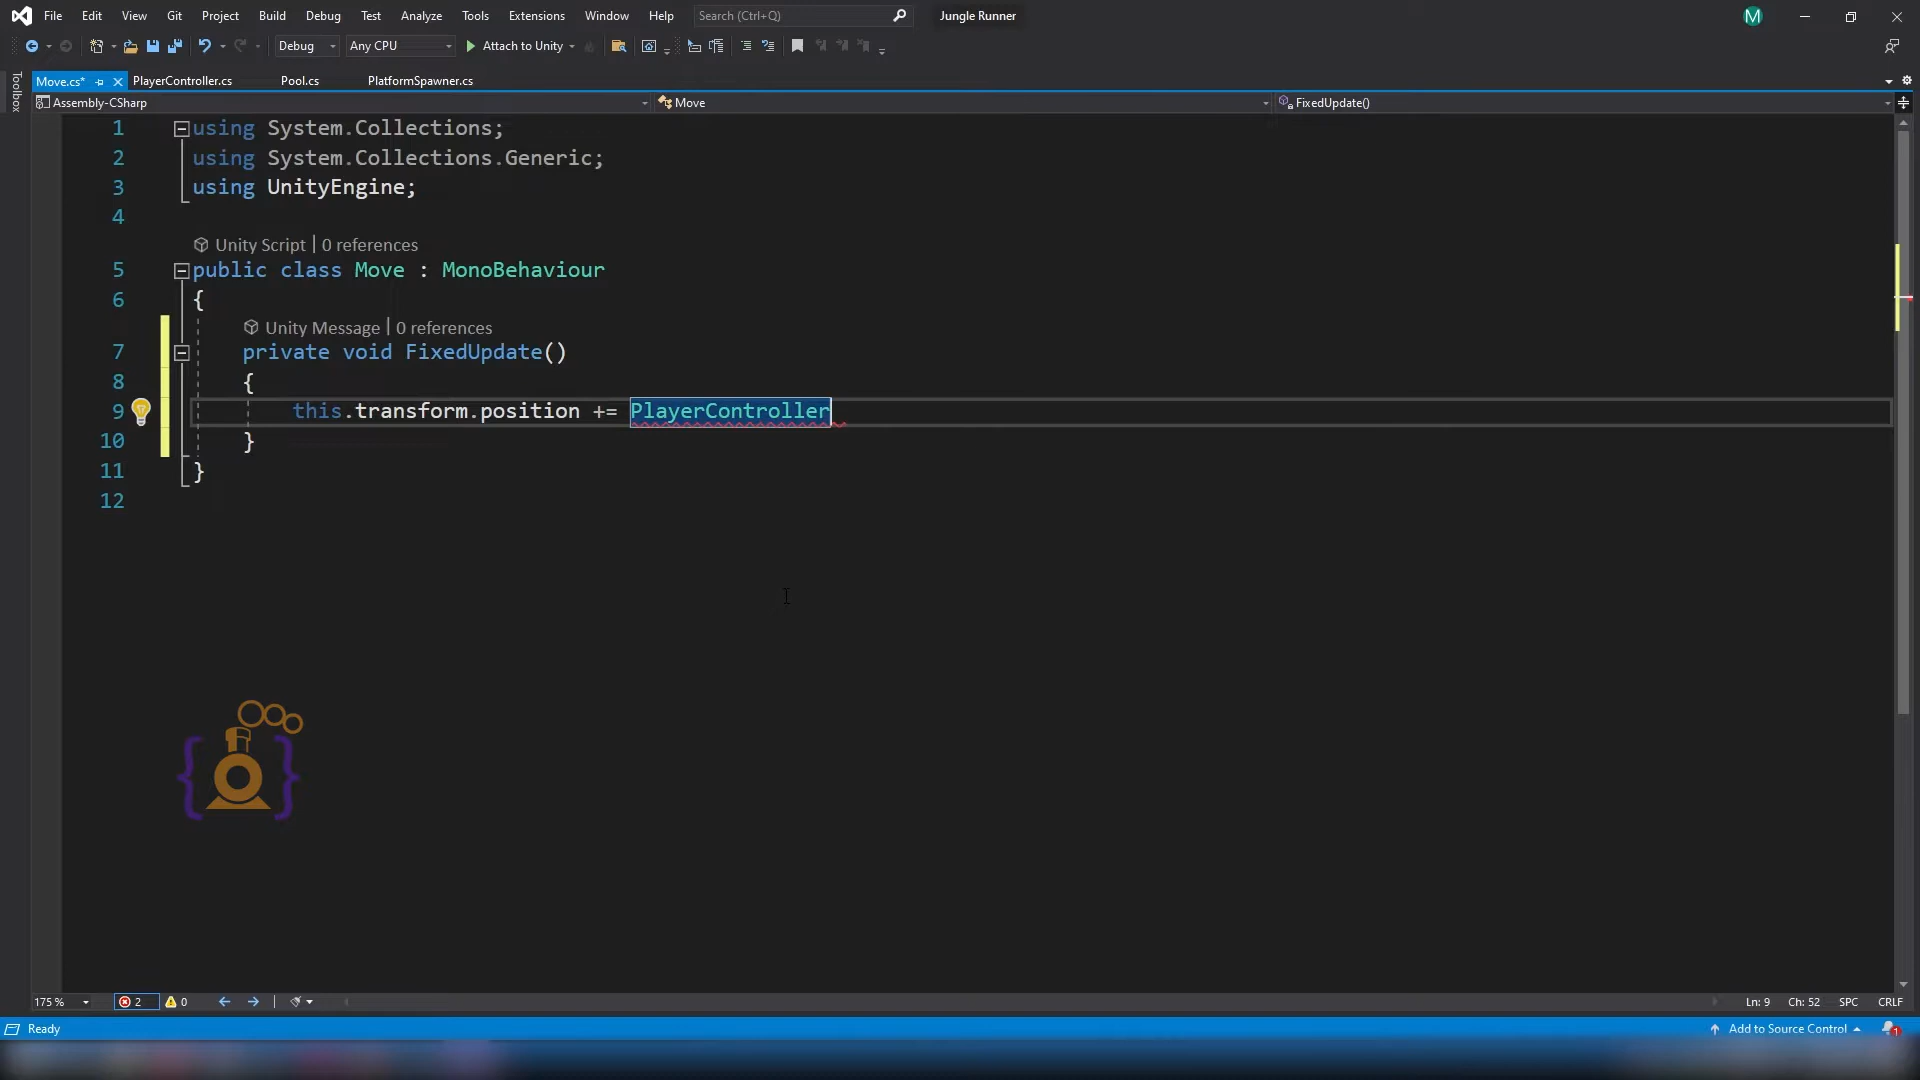 File Edit View Git Project Build Debug Test Analyze Tools Extensions Window Help Search (Ctrl+Q) Jungle Runner M
Debug Any CPU Attach to Unity
Toolbox
Move.cs* PlayerController.cs Pool.cs PlatformSpawner.cs
Assembly-CSharp Move FixedUpdate()
1 using System.Collections;
2 using System.Collections.Generic;
3 using UnityEngine;
4
Unity Script | 0 references
5 public class Move : MonoBehaviour
6 {
Unity Message | 0 references
7 private void FixedUpdate()
8 {
9 this.transform.position += PlayerController
10 }
11 }
12
175 % 2 0 Ln: 9 Ch: 52 SPC CRLF
Ready Add to Source Control 1